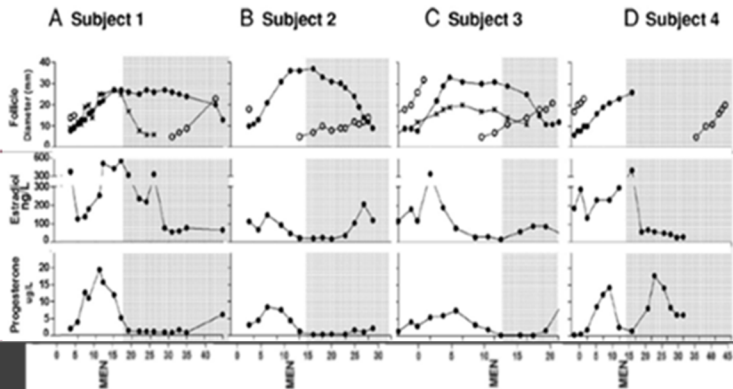 A Subject 1
B Subject 2
C Subject 3
D Subject 4
Follicle
Diameter (mm)
40
30
20
10
Estradiol
ng/L
600
300
300
200
100
0
Progesterone
ug/L
20
15
10
5
0
0 5 10 15 20 25 30 35 40
0 5 10 15 20 25 30
0 5 10 15 20
0 5 10 15 20 25 30 35 40 45
MEN
MEN
MEN
MEN